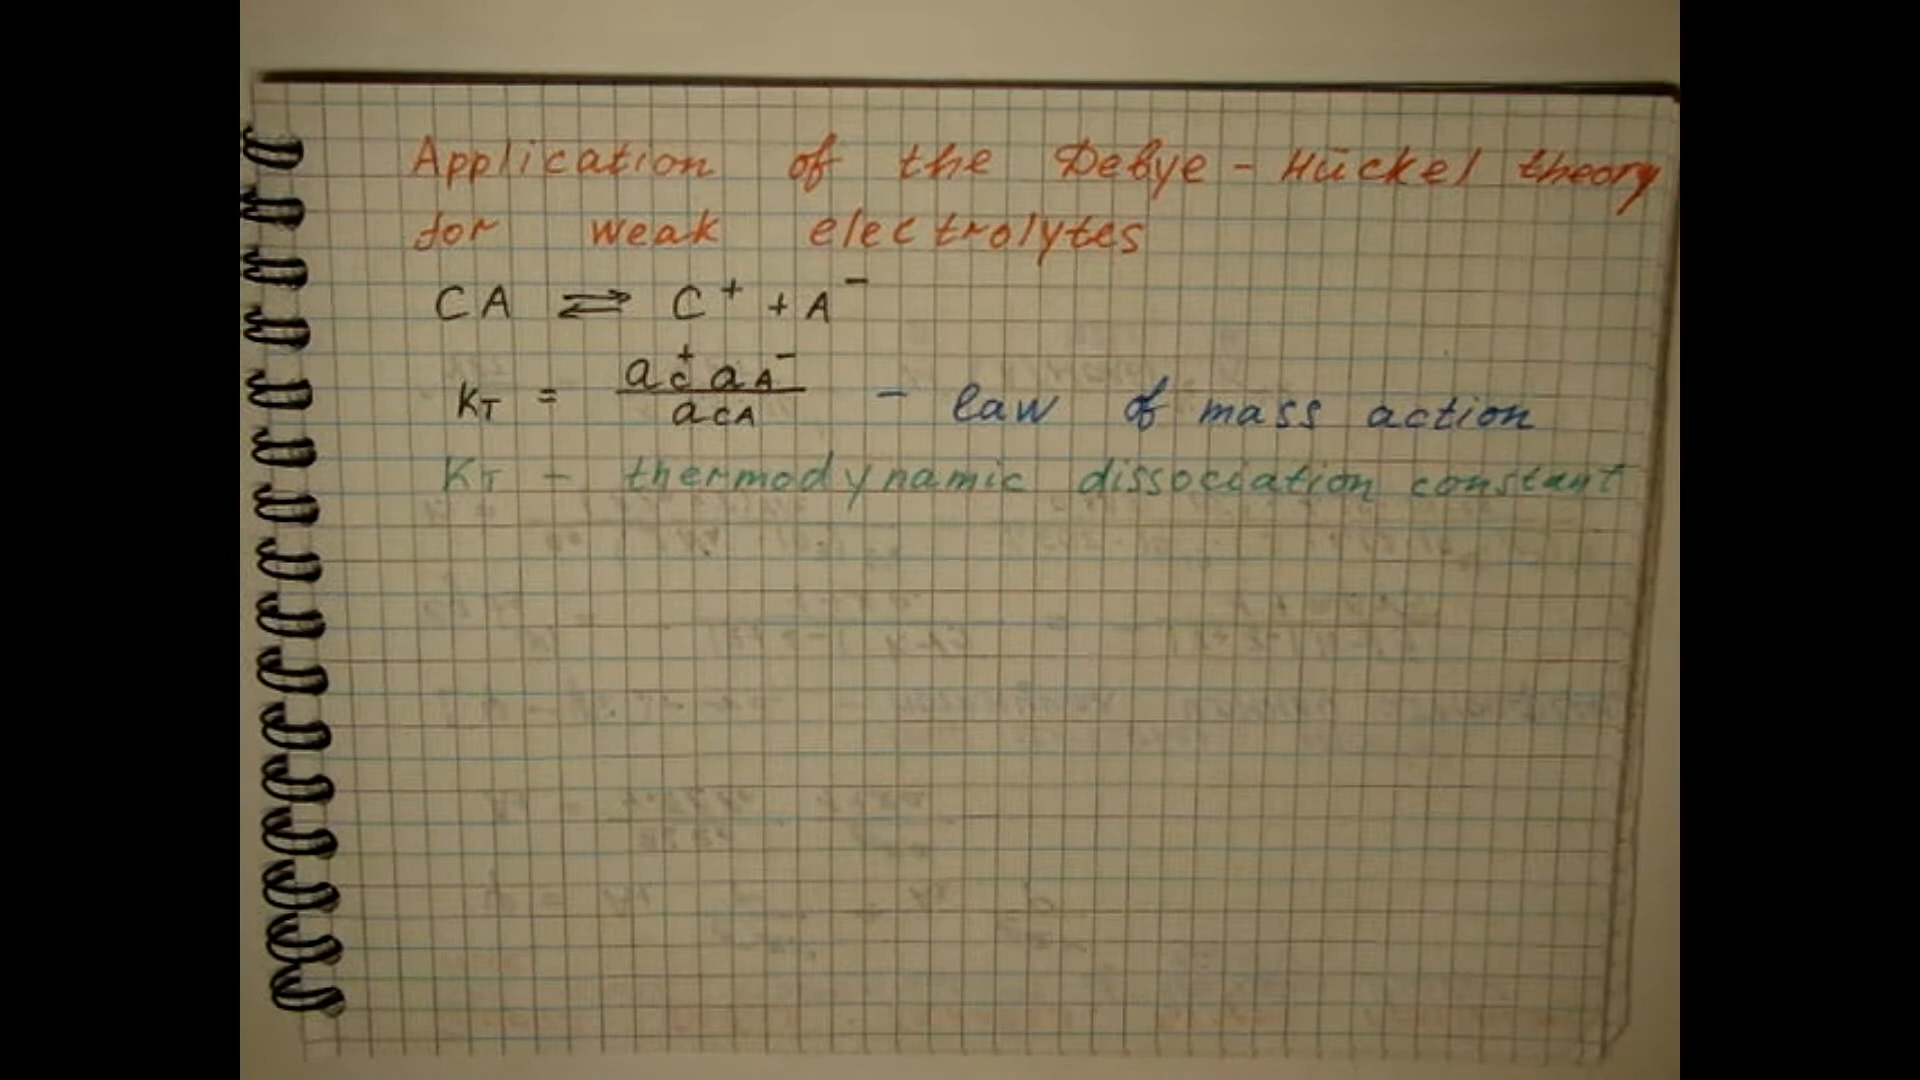 Application of the Debye - Hückel theory
for weak electrolytes
CA ⇌ C⁺ + A⁻
K_T = a_C⁺ a_A⁻ / a_CA - law of mass action
K_T - thermodynamic dissociation constant